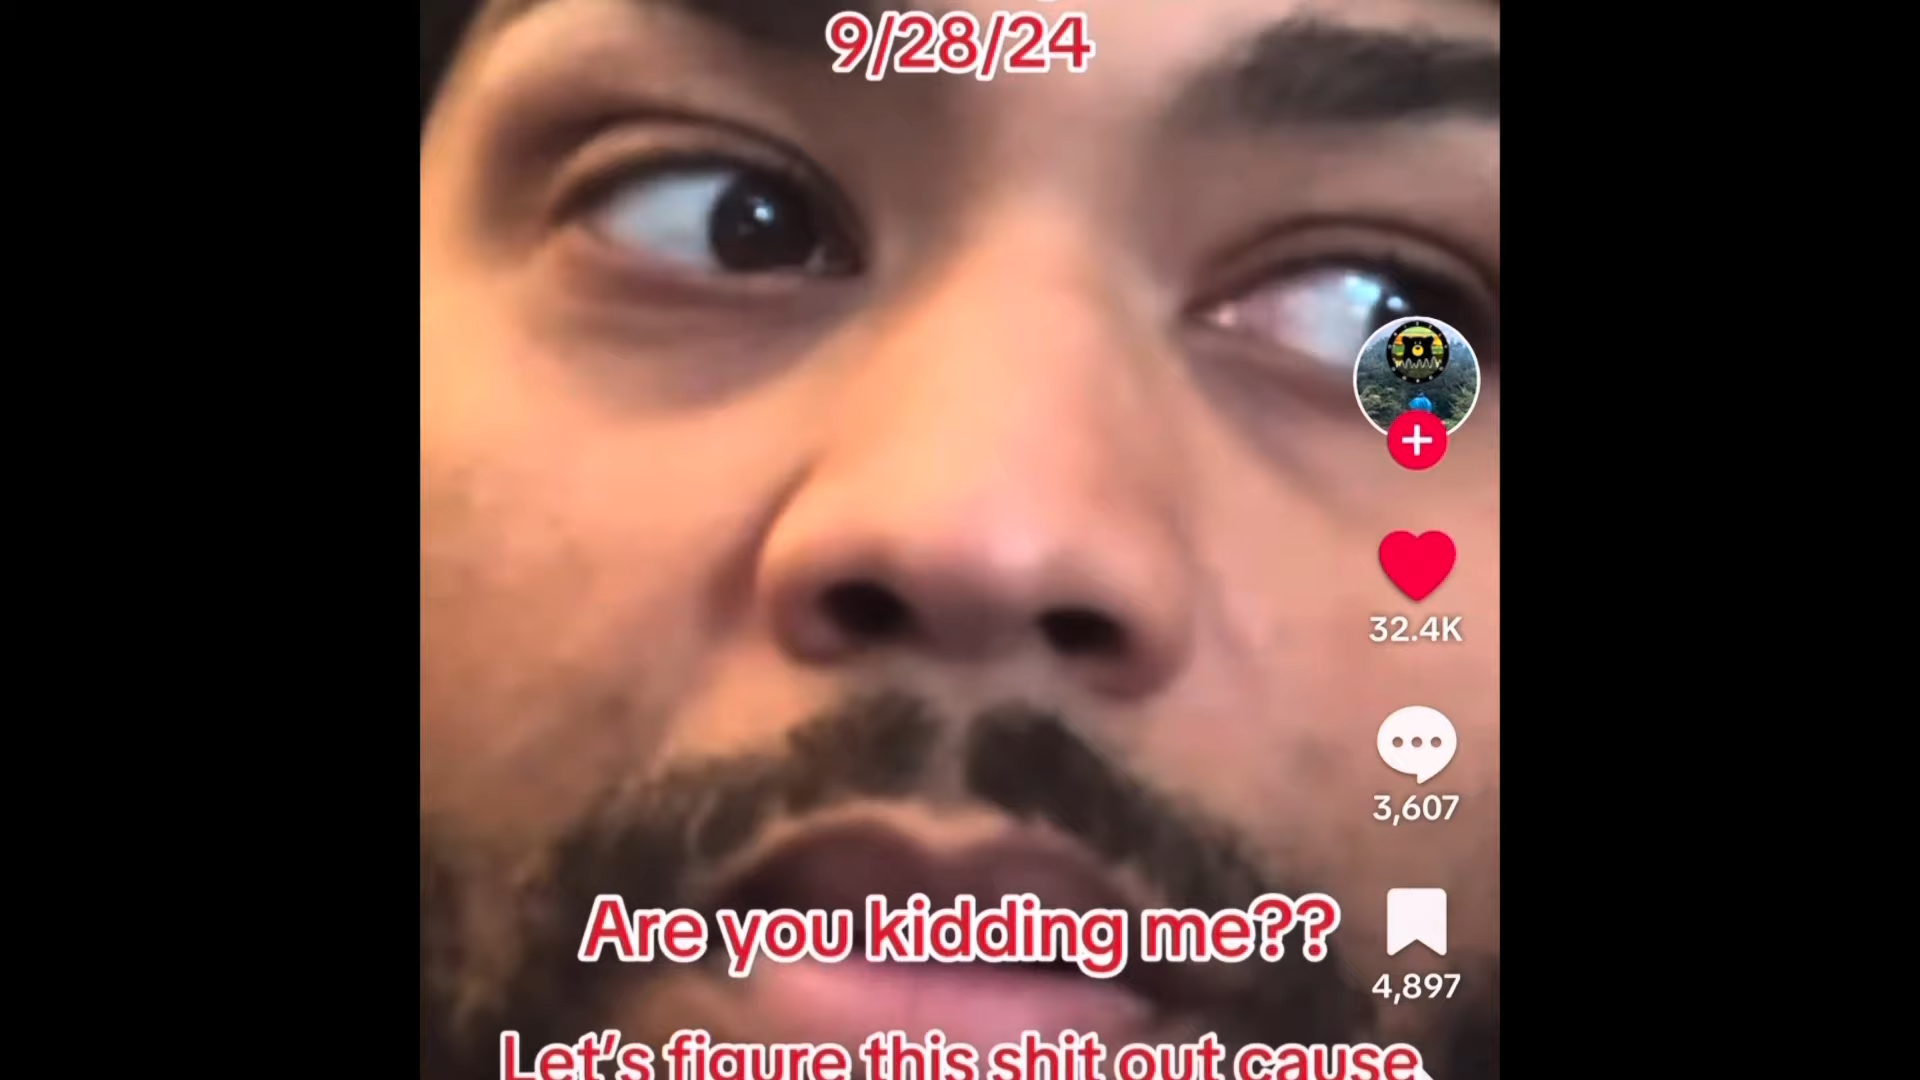 9/28/24
32.4K
3,607
Are you kidding me??
4,897
Let's figure this shit out cause